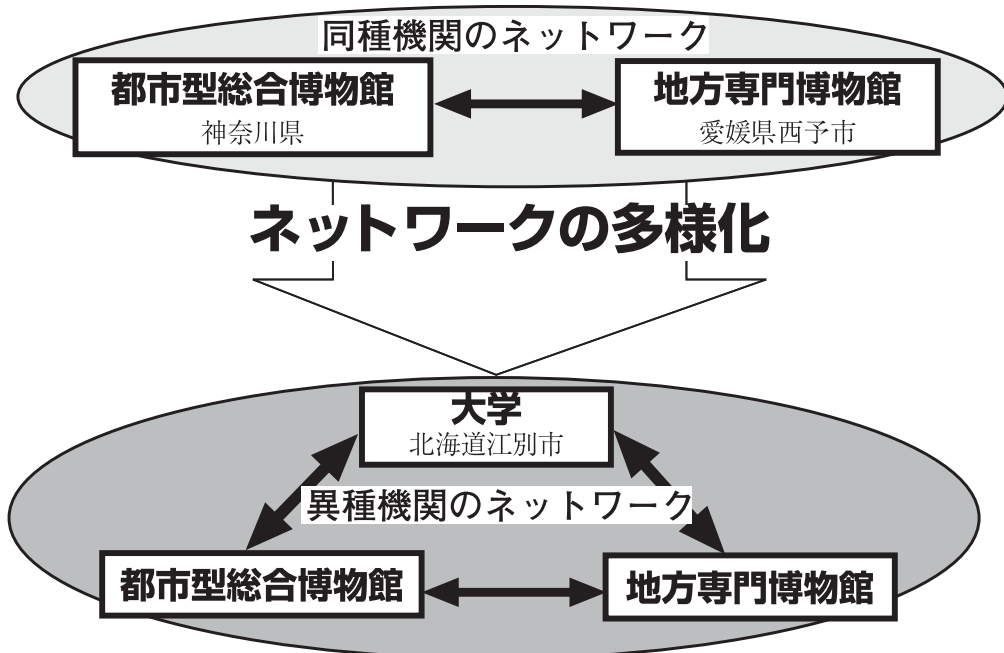 同種機関のネットワーク
都市型総合博物館
神奈川県
地方専門博物館
愛媛県西予市
ネットワークの多様化
大学
北海道江別市
異種機関のネットワーク
都市型総合博物館
地方専門博物館